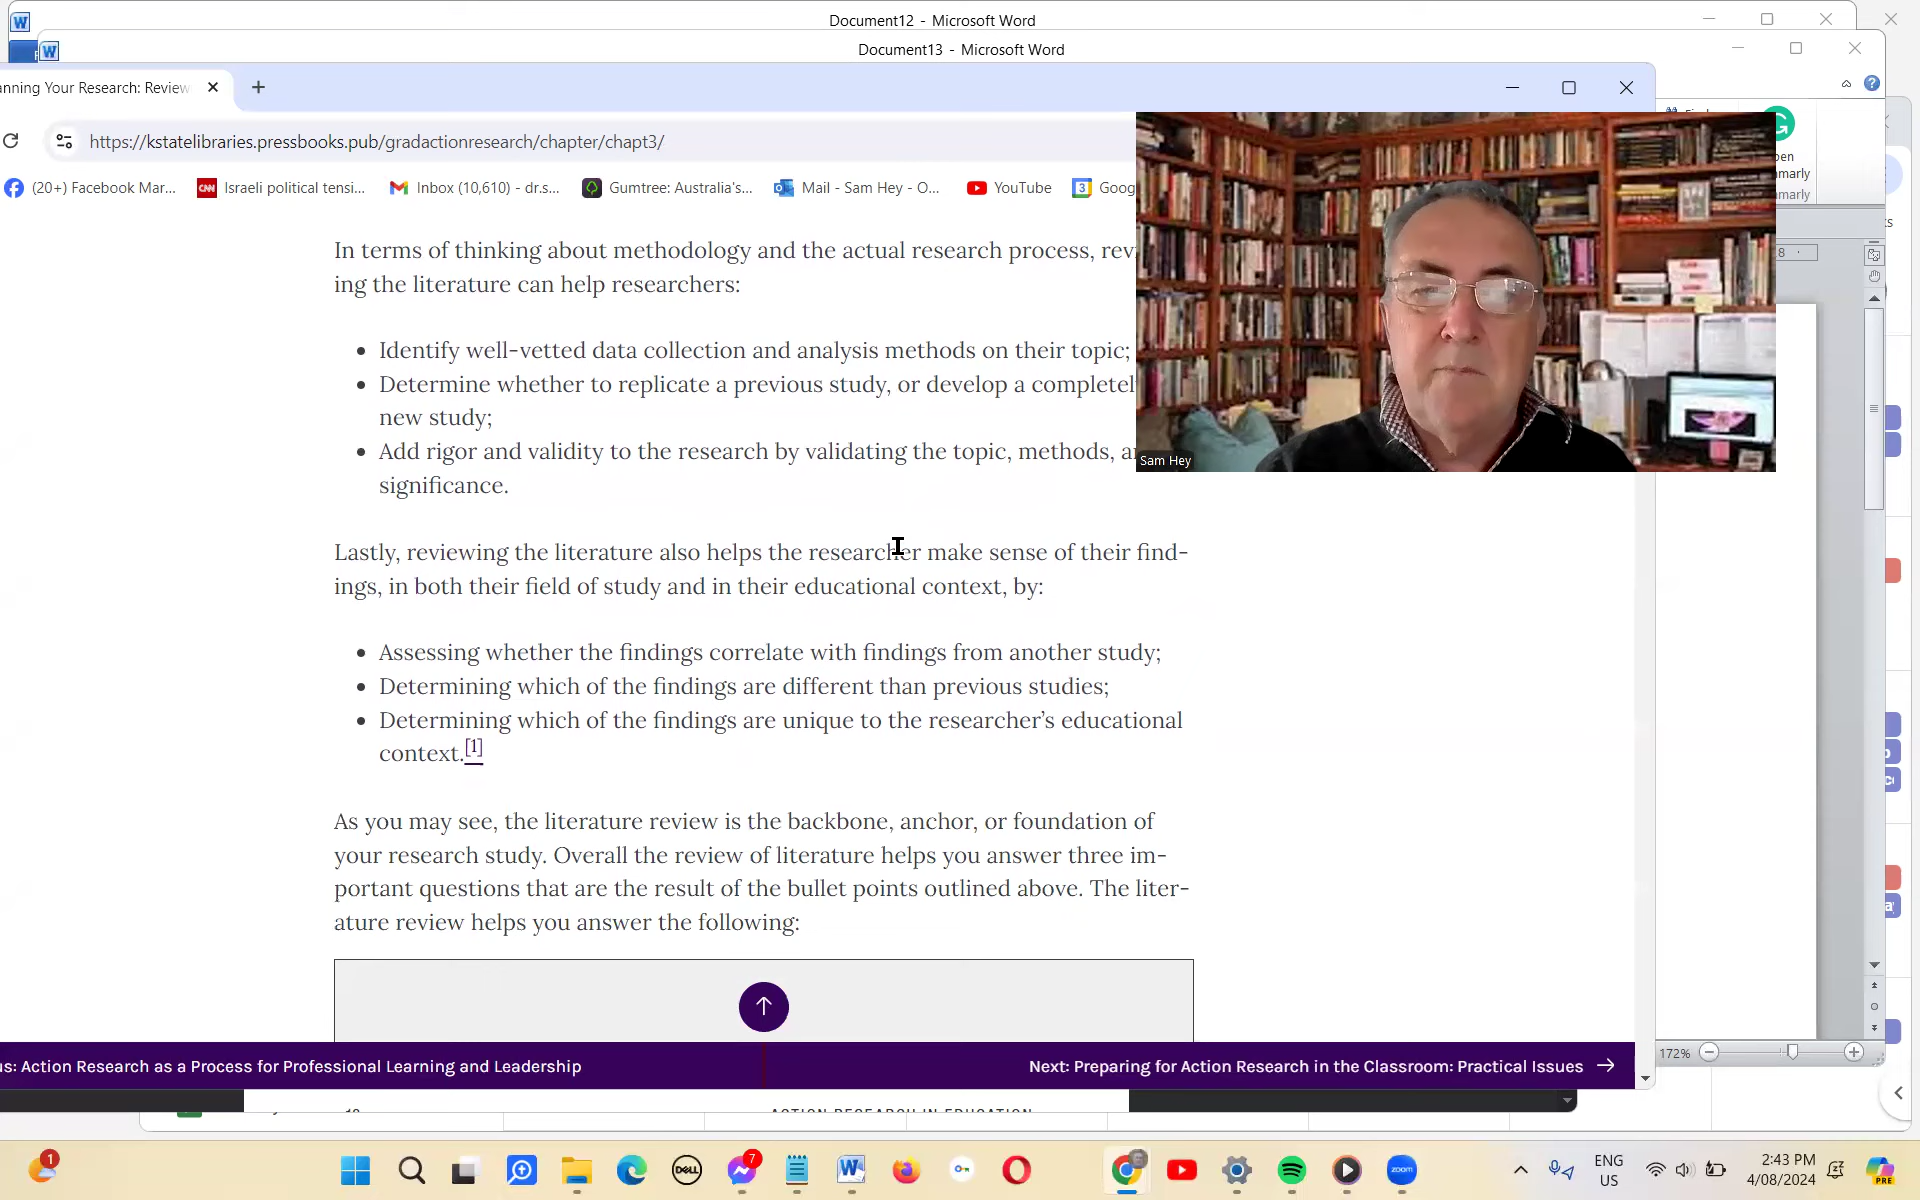 Document12 - Microsoft Word
Document13 - Microsoft Word
anning Your Research: Review
https://kstatelibraries.pressbooks.pub/gradactionresearch/chapter/chapt3/
(20+) Facebook Mar...
CNN
Israeli political tensi...
Inbox (10,610) - dr.s...
Gumtree: Australia's...
Mail - Sam Hey - O...
YouTube
3
Goog
In terms of thinking about methodology and the actual research process, rev
ing the literature can help researchers:
• Identify well-vetted data collection and analysis methods on their topic;
• Determine whether to replicate a previous study, or develop a completel
new study;
• Add rigor and validity to the research by validating the topic, methods, a
significance.
Sam Hey
Lastly, reviewing the literature also helps the researcher make sense of their find-
ings, in both their field of study and in their educational context, by:
• Assessing whether the findings correlate with findings from another study;
• Determining which of the findings are different than previous studies;
• Determining which of the findings are unique to the researcher's educational
context.[1]
As you may see, the literature review is the backbone, anchor, or foundation of
your research study. Overall the review of literature helps you answer three im-
portant questions that are the result of the bullet points outlined above. The liter-
ature review helps you answer the following:
us: Action Research as a Process for Professional Learning and Leadership
Next: Preparing for Action Research in the Classroom: Practical Issues
172%
1
DELL
7
zoom
ENG
US
2:43 PM
4/08/2024
PRE